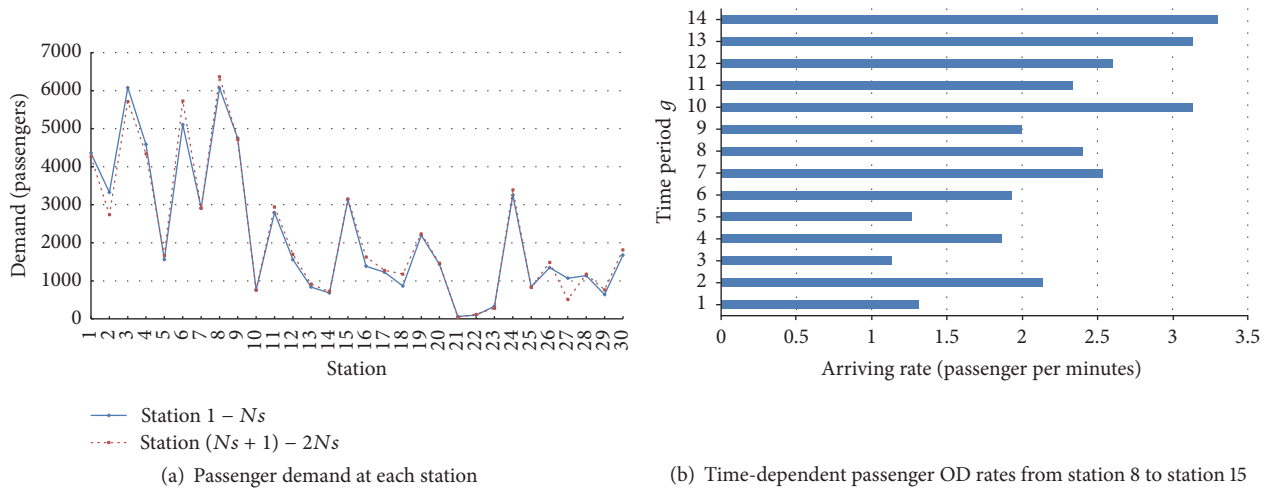 7000
6000
5000
4000
3000
2000
1000
0
Demand (passengers)
1 2 3 4 5 6 7 8 9 10 11 12 13 14 15 16 17 18 19 20 21 22 23 24 25 26 27 28 29 30
Station
Station 1 − Ns
Station (Ns + 1) − 2Ns
(a) Passenger demand at each station
14
13
12
11
10
9
8
7
6
5
4
3
2
1
Time period g
0 0.5 1 1.5 2 2.5 3 3.5
Arriving rate (passenger per minutes)
(b) Time-dependent passenger OD rates from station 8 to station 15